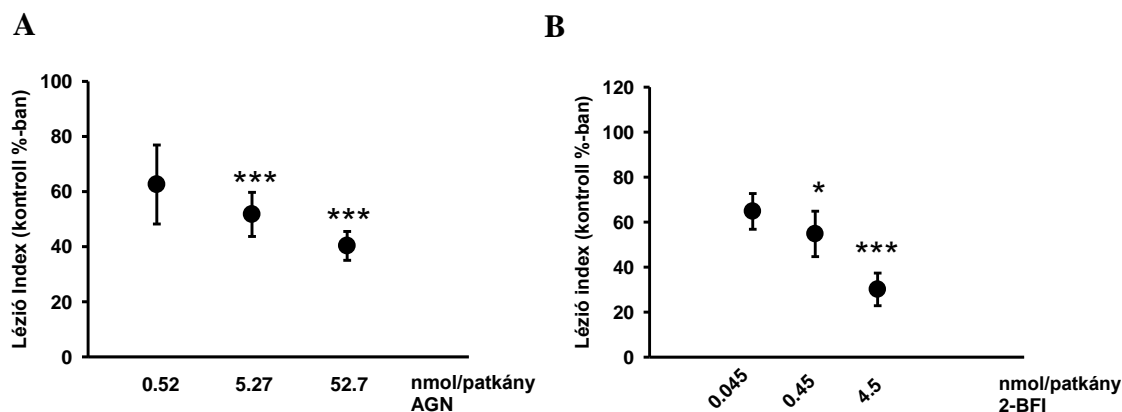 A
Lézió Index (kontroll %-ban)
100
80
60
40
20
0
***
***
0.52 5.27 52.7 nmol/patkány
AGN
B
Lézió index (kontroll %-ban)
120
100
80
60
40
20
0
*
***
0.045 0.45 4.5 nmol/patkány
2-BFI